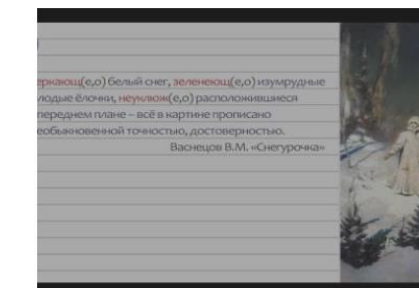 еркающ(е,о) белый снег, зеленеющ(е,о) изумрудные
лодые ёлочки, неуклюж(е,о) расположившиеся
переднем плане – всё в картине прописано
еобыкновенной точностью, достоверностью.
Васнецов В.М. «Снегурочка»